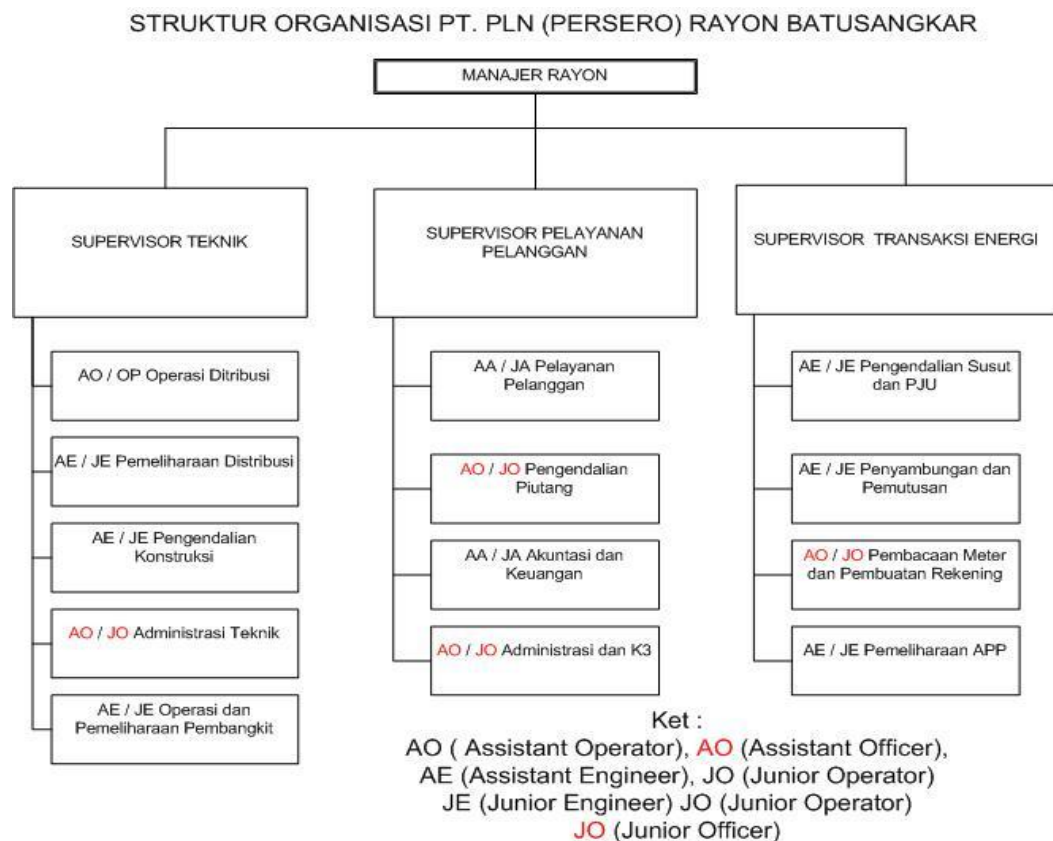 STRUKTUR ORGANISASI PT. PLN (PERSERO) RAYON BATUSANGKAR
MANAJER RAYON
SUPERVISOR TEKNIK
AO / OP Operasi Ditribusi
AE / JE Pemeliharaan Distribusi
AE / JE Pengendalian
Konstruksi
AO / JO Administrasi Teknik
AE / JE Operasi dan
Pemeliharaan Pembangkit
SUPERVISOR PELAYANAN
PELANGGAN
AA / JA Pelayanan
Pelanggan
AO / JO Pengendalian
Piutang
AA / JA Akuntasi dan
Keuangan
AO / JO Administrasi dan K3
SUPERVISOR TRANSAKSI ENERGI
AE / JE Pengendalian Susut
dan PJU
AE / JE Penyambungan dan
Pemutusan
AO / JO Pembacaan Meter
dan Pembuatan Rekening
AE / JE Pemeliharaan APP
Ket :
AO ( Assistant Operator), AO (Assistant Officer),
AE (Assistant Engineer), JO (Junior Operator)
JE (Junior Engineer) JO (Junior Operator)
JO (Junior Officer)